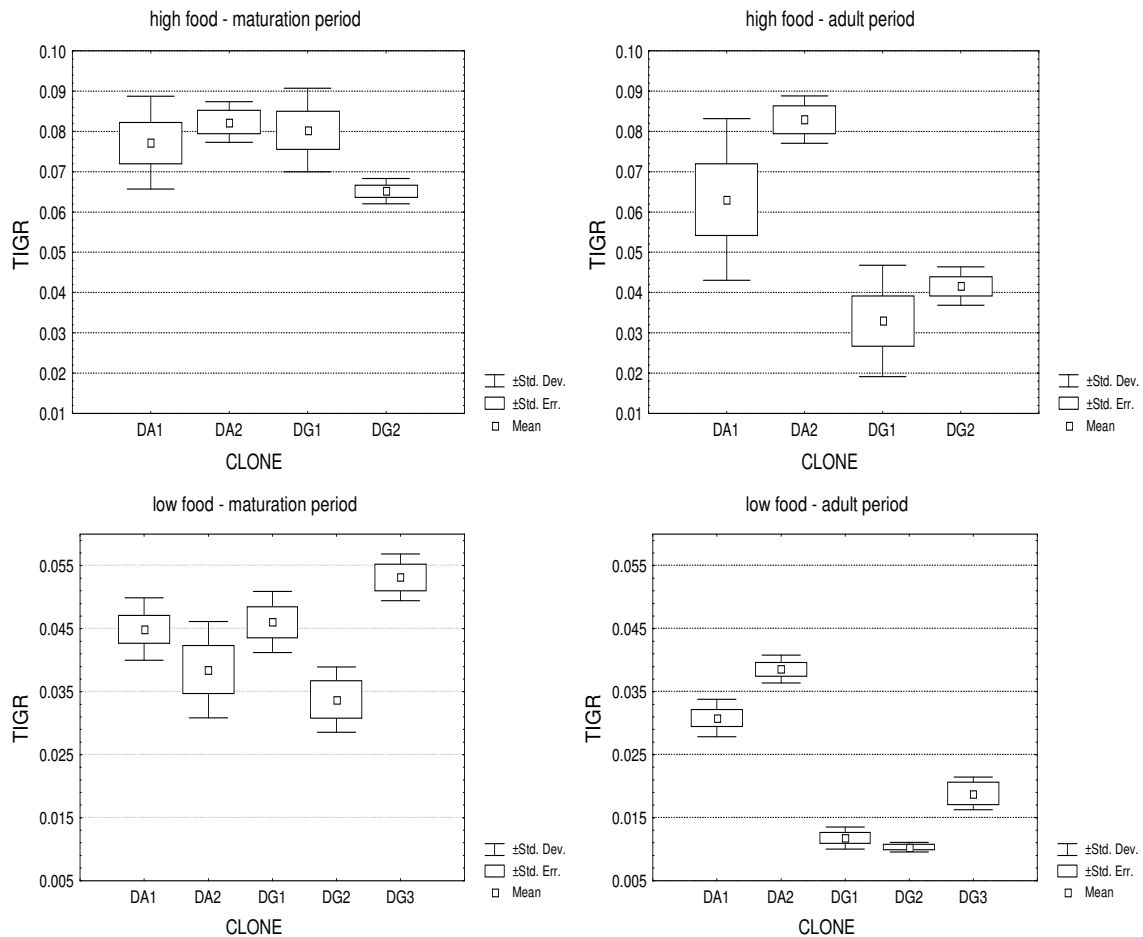 high food - maturation period
TIGR
0.10
0.09
0.08
0.07
0.06
0.05
0.04
0.03
0.02
0.01
DA1 DA2 DG1 DG2
CLONE
±Std. Dev.
±Std. Err.
Mean
high food - adult period
TIGR
0.10
0.09
0.08
0.07
0.06
0.05
0.04
0.03
0.02
0.01
DA1 DA2 DG1 DG2
CLONE
±Std. Dev.
±Std. Err.
Mean
low food - maturation period
TIGR
0.055
0.045
0.035
0.025
0.015
0.005
DA1 DA2 DG1 DG2 DG3
CLONE
±Std. Dev.
±Std. Err.
Mean
low food - adult period
TIGR
0.055
0.045
0.035
0.025
0.015
0.005
DA1 DA2 DG1 DG2 DG3
CLONE
±Std. Dev.
±Std. Err.
Mean